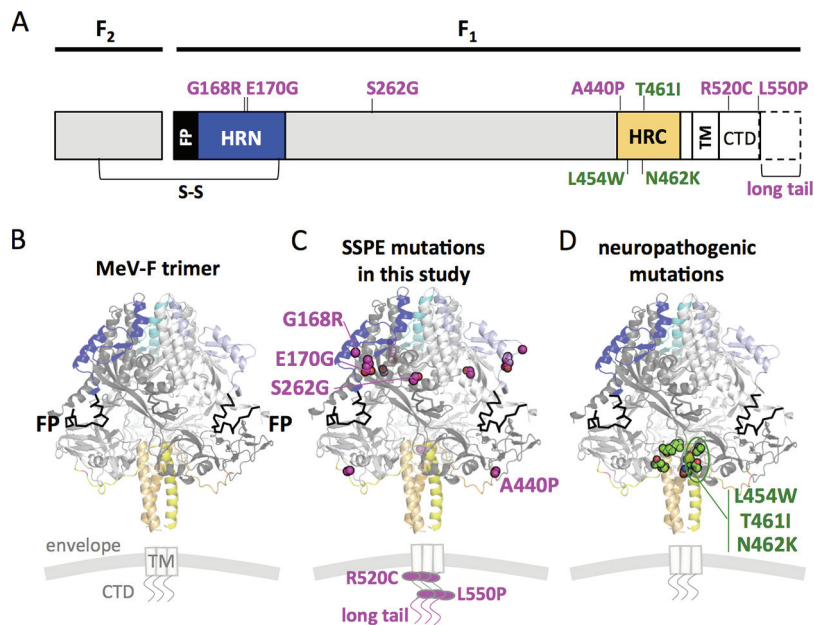 A
F2
F1
G168R E170G
S262G
A440P
T461I
R520C
L550P
FP
HRN
HRC
TM
CTD
L454W
N462K
S-S
long tail
B
MeV-F trimer
FP
FP
envelope
TM
CTD
C
SSPE mutations
in this study
G168R
E170G
S262G
A440P
R520C
L550P
long tail
D
neuropathogenic
mutations
L454W
T461I
N462K